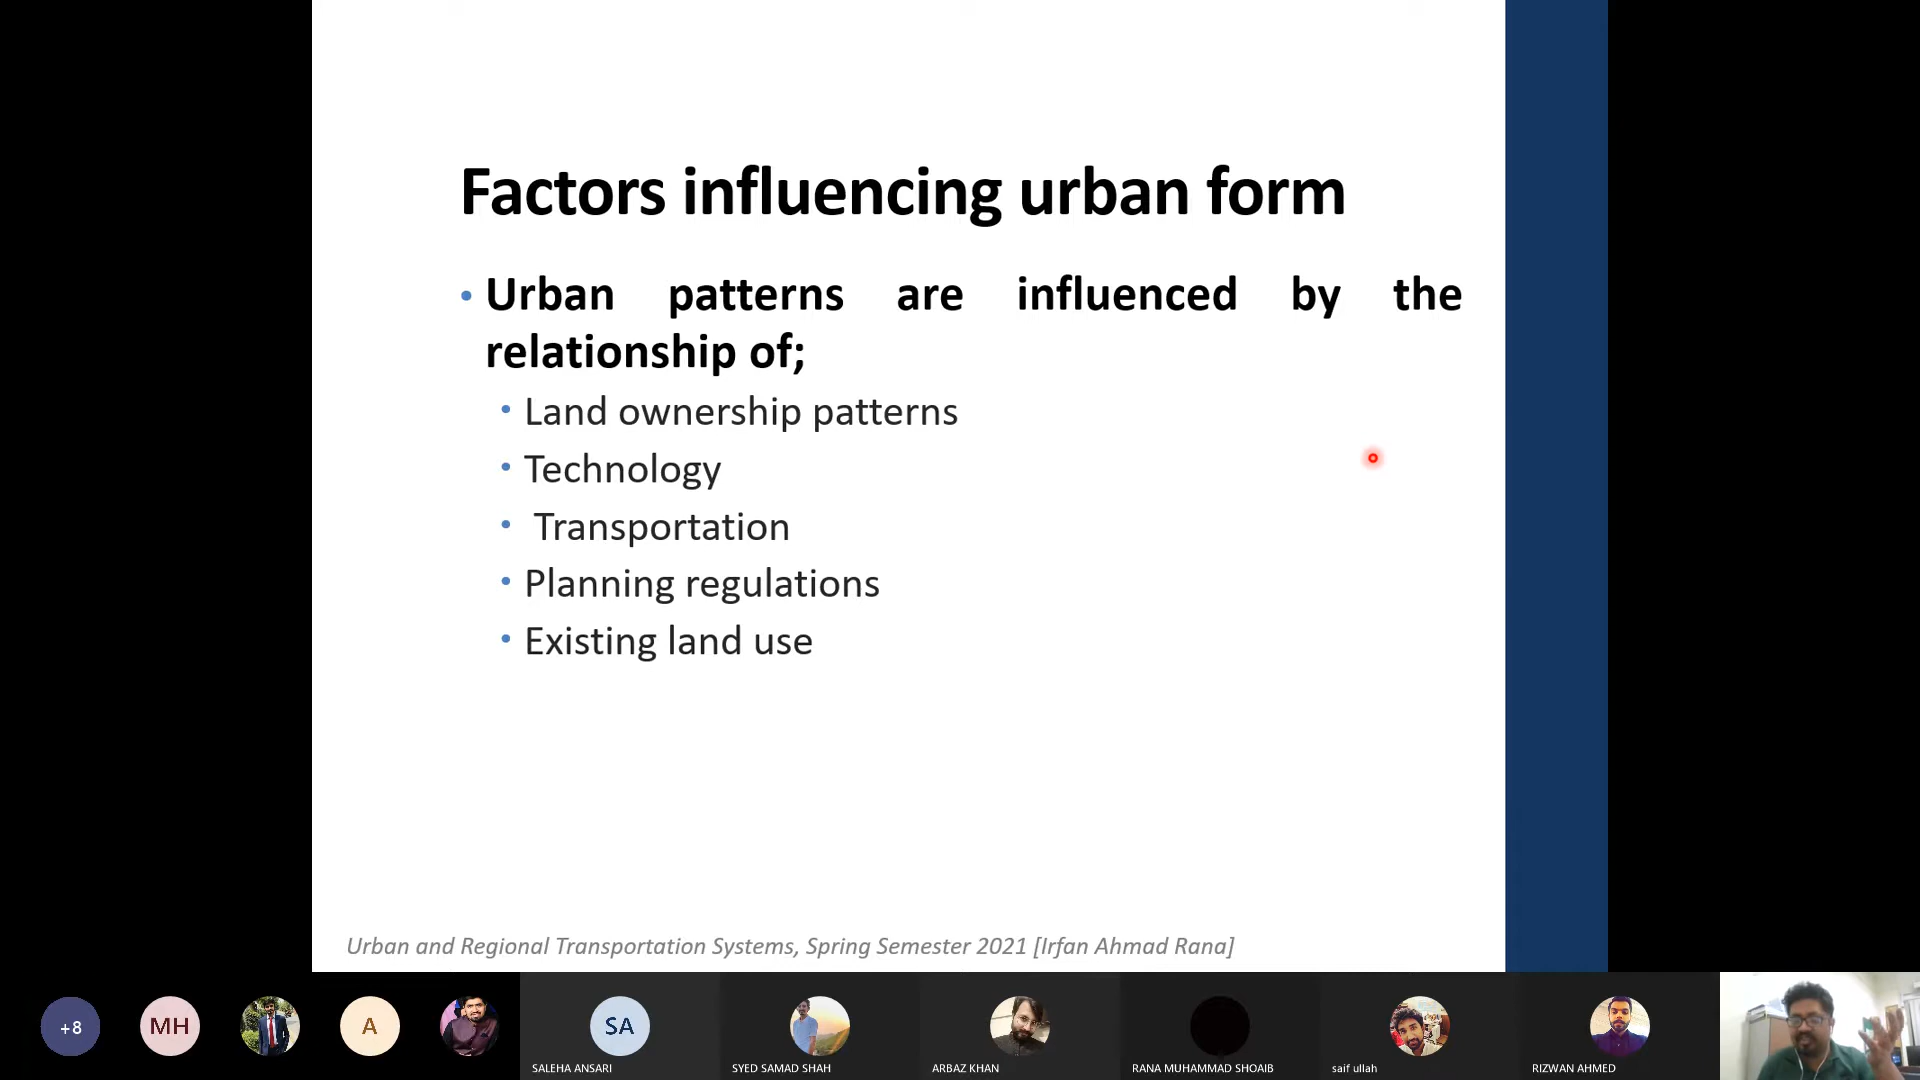 Factors influencing urban form
• Urban patterns are influenced by the
relationship of;
• Land ownership patterns
• Technology
• Transportation
• Planning regulations
• Existing land use
Urban and Regional Transportation Systems, Spring Semester 2021 [Irfan Ahmad Rana]
+8
MH
A
SA
SALEHA ANSARI
SYED SAMAD SHAH
ARBAZ KHAN
RANA MUHAMMAD SHOAIB
saif ullah
RIZWAN AHMED